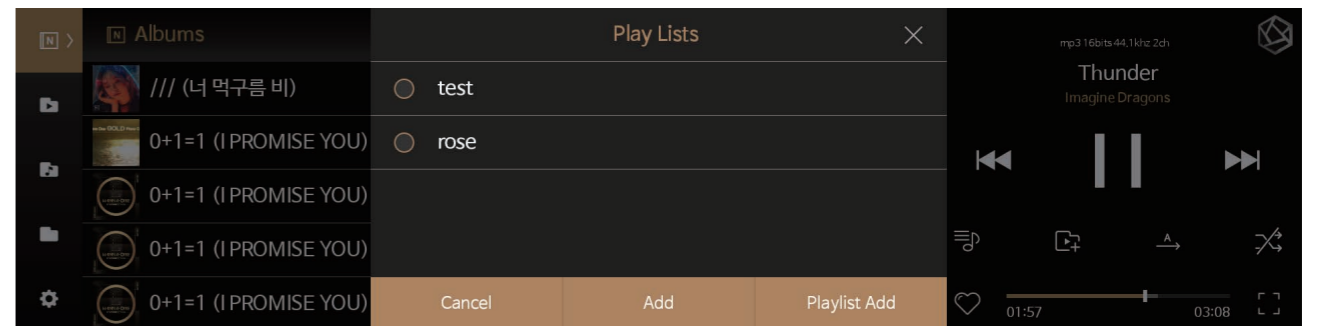 N
N Albums
/// (너 먹구름 비)
0+1=1 (I PROMISE YOU)
0+1=1 (I PROMISE YOU)
0+1=1 (I PROMISE YOU)
0+1=1 (I PROMISE YOU)
Play Lists
test
rose
Cancel
Add
Playlist Add
mp3 16bits 44,1khz 2ch
Thunder
Imagine Dragons
A
01:57
03:08